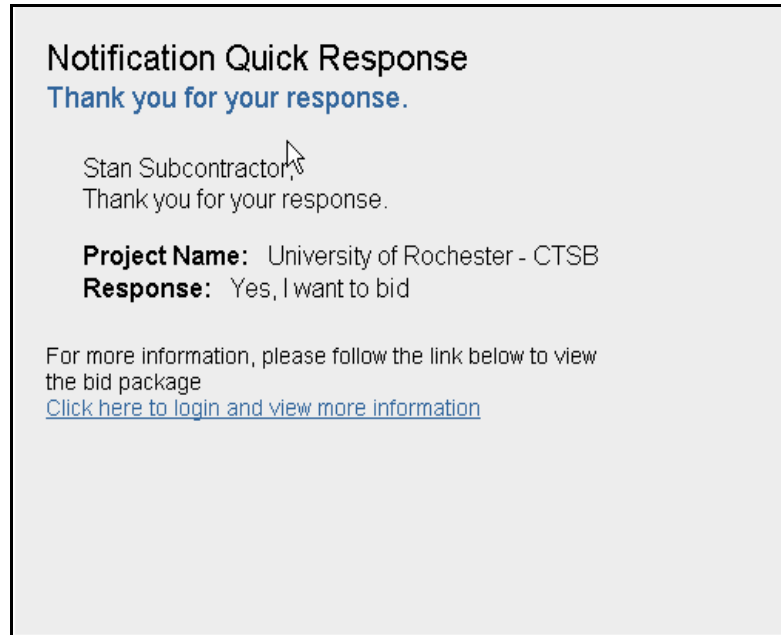 Notification Quick Response
Thank you for your response.
Stan Subcontractor,
Thank you for your response.
Project Name: University of Rochester - CTSB
Response: Yes, I want to bid
For more information, please follow the link below to view
the bid package
Click here to login and view more information